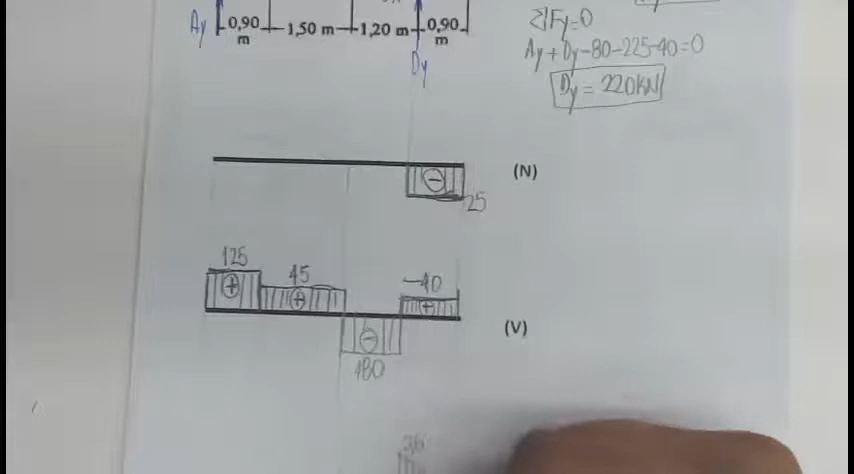 Ay 0,90 m 1,50 m 1,20 m 0,90 m
Dy
ΣFy=0
Ay+Dy-80-225-40=0
Dy = 220KN
(N)
25
125 45 -40
(V)
180